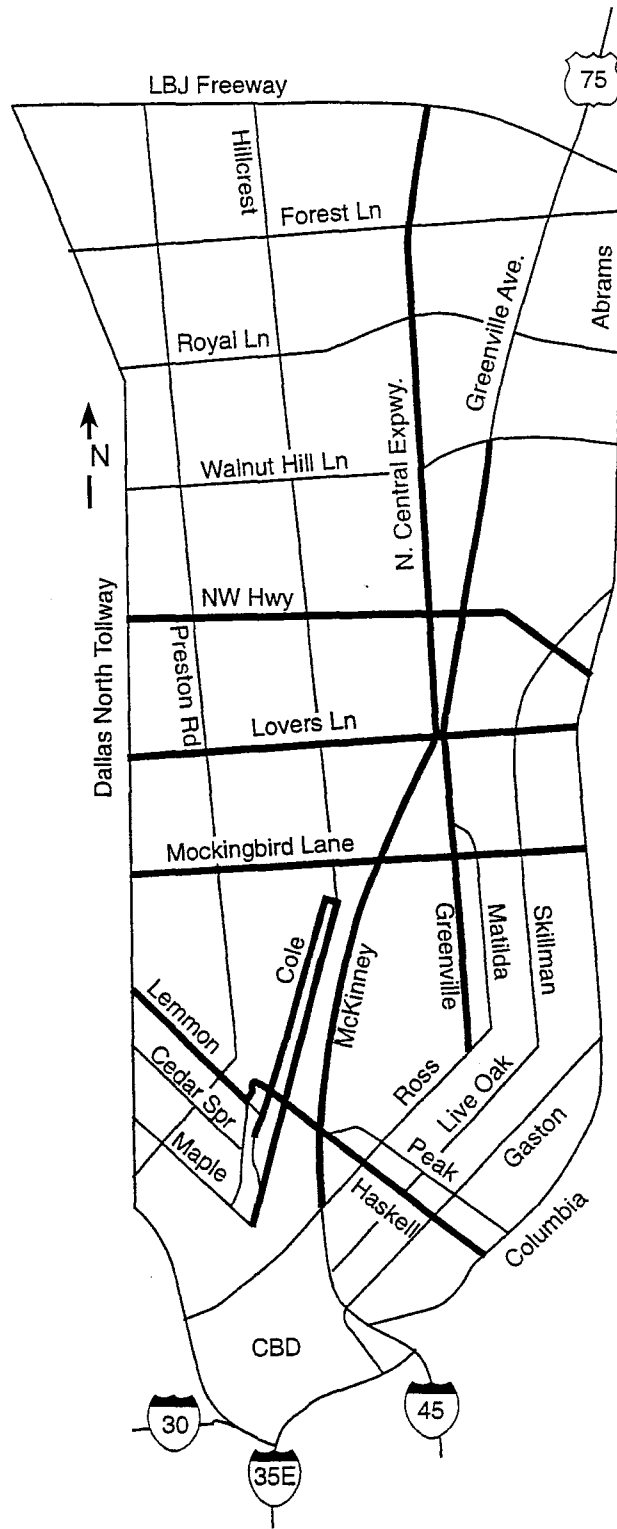 75
LBJ Freeway
Hillcrest
Forest Ln
Abrams
Greenville Ave.
Royal Ln
N
N. Central Expwy.
Walnut Hill Ln
Dallas North Tollway
NW Hwy
Preston Rd
Lovers Ln
Mockingbird Lane
Cole
McKinney
Greenville
Matilda
Skillman
Lemmon
Cedar Spr
Maple
Ross
Live Oak
Peak
Gaston
Haskell
Columbia
CBD
30
45
35E